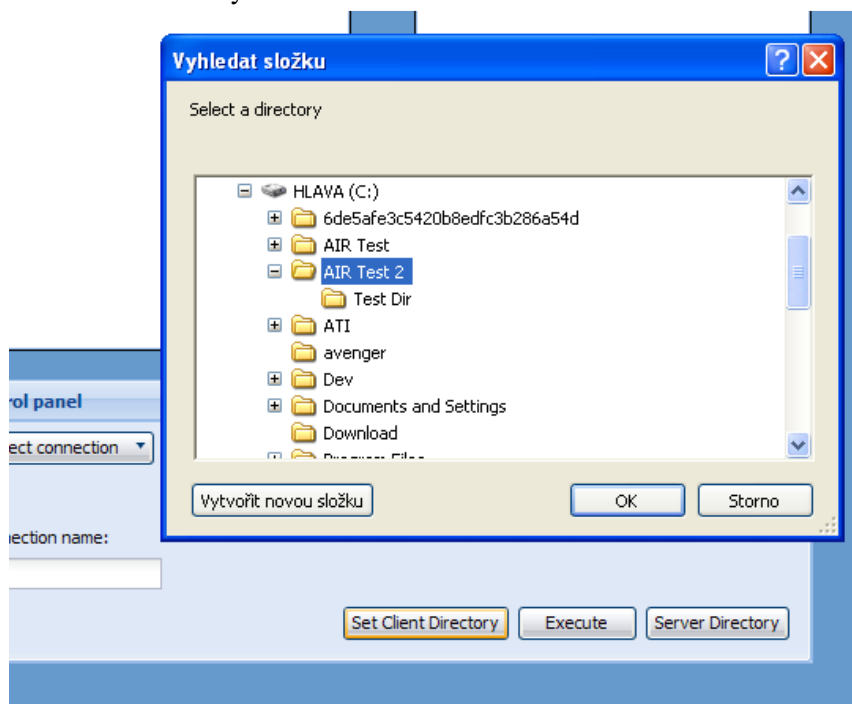 Vyhledat složku
Select a directory
HLAVA (C:)
6de5afe3c5420b8edfc3b286a54d
AIR Test
AIR Test 2
Test Dir
ATI
avenger
Dev
Documents and Settings
Download
Vytvořit novou složku
OK
Storno
rol panel
ect connection
nection name:
Set Client Directory
Execute
Server Directory